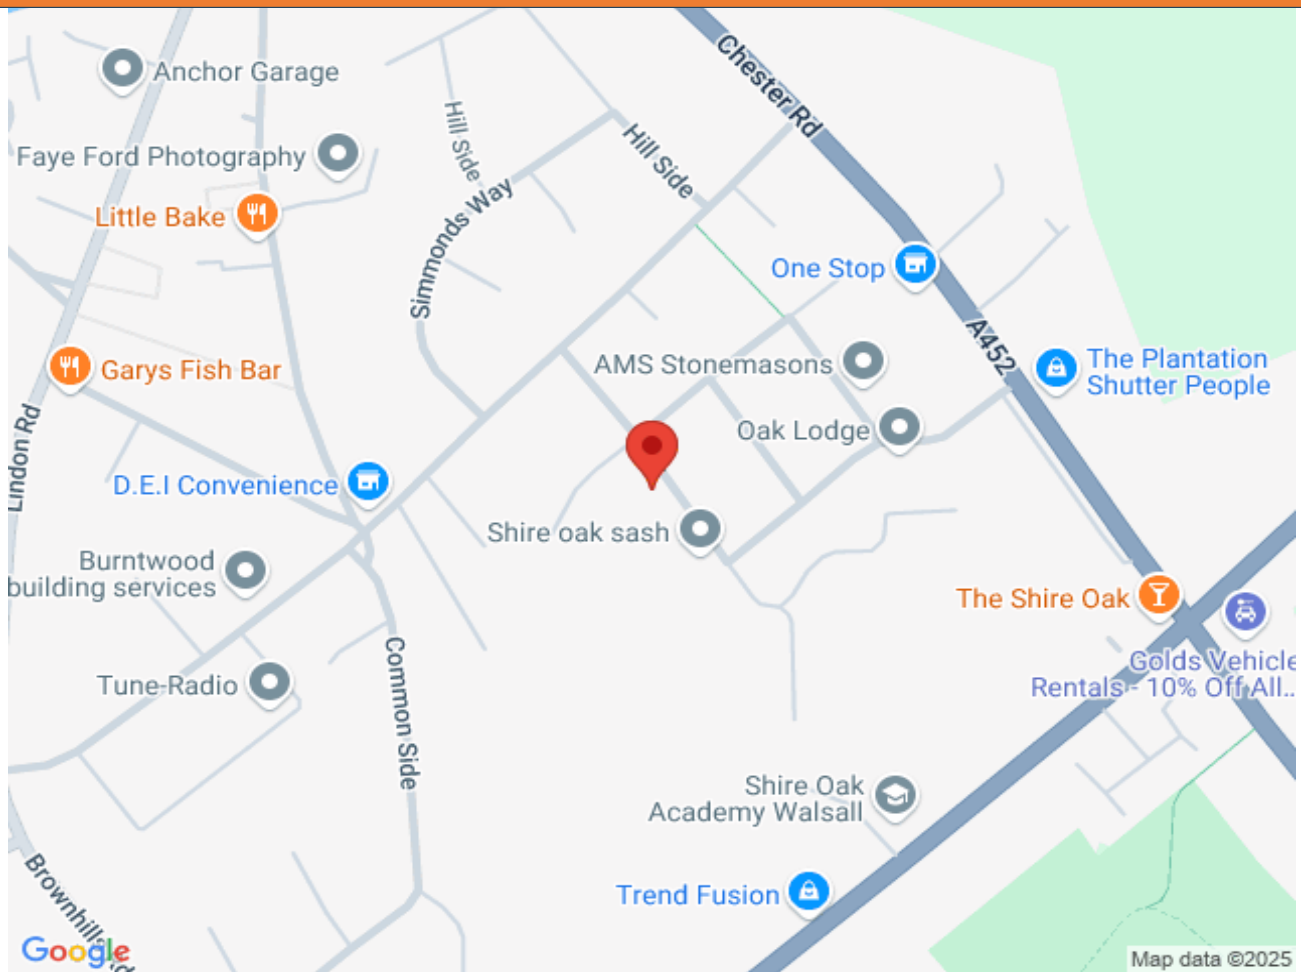 Chester Rd
Anchor Garage
Hill Side
Hill Side
Faye Ford Photography
Simmonds Way
Little Bake
One Stop
A452
AMS Stonemasons
The Plantation
Shutter People
Garys Fish Bar
Lindon Rd
Oak Lodge
D.E.I Convenience
Shire oak sash
Burntwood
building services
The Shire Oak
Golds Vehicle
Rentals - 10% Off All...
Tune-Radio
Common Side
Shire Oak
Academy Walsall
Trend Fusion
Brownhills Rd
Google
Map data ©2025